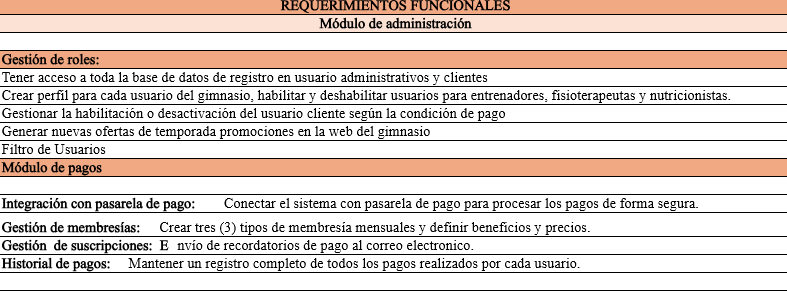 REQUERIMIENTOS FUNCIONALES
Módulo de administración
Gestión de roles:
Tener acceso a toda la base de datos de registro en usuario administrativos y clientes
Crear perfil para cada usuario del gimnasio, habilitar y deshabilitar usuarios para entrenadores, fisioterapeutas y nutricionistas.
Gestionar la habilitación o desactivación del usuario cliente según la condición de pago
Generar nuevas ofertas de temporada promociones en la web del gimnasio
Filtro de Usuarios
Módulo de pagos
Integración con pasarela de pago: Conectar el sistema con pasarela de pago para procesar los pagos de forma segura.
Gestión de membresías: Crear tres (3) tipos de membresía mensuales y definir beneficios y precios.
Gestión de suscripciones: E nvío de recordatorios de pago al correo electronico.
Historial de pagos: Mantener un registro completo de todos los pagos realizados por cada usuario.